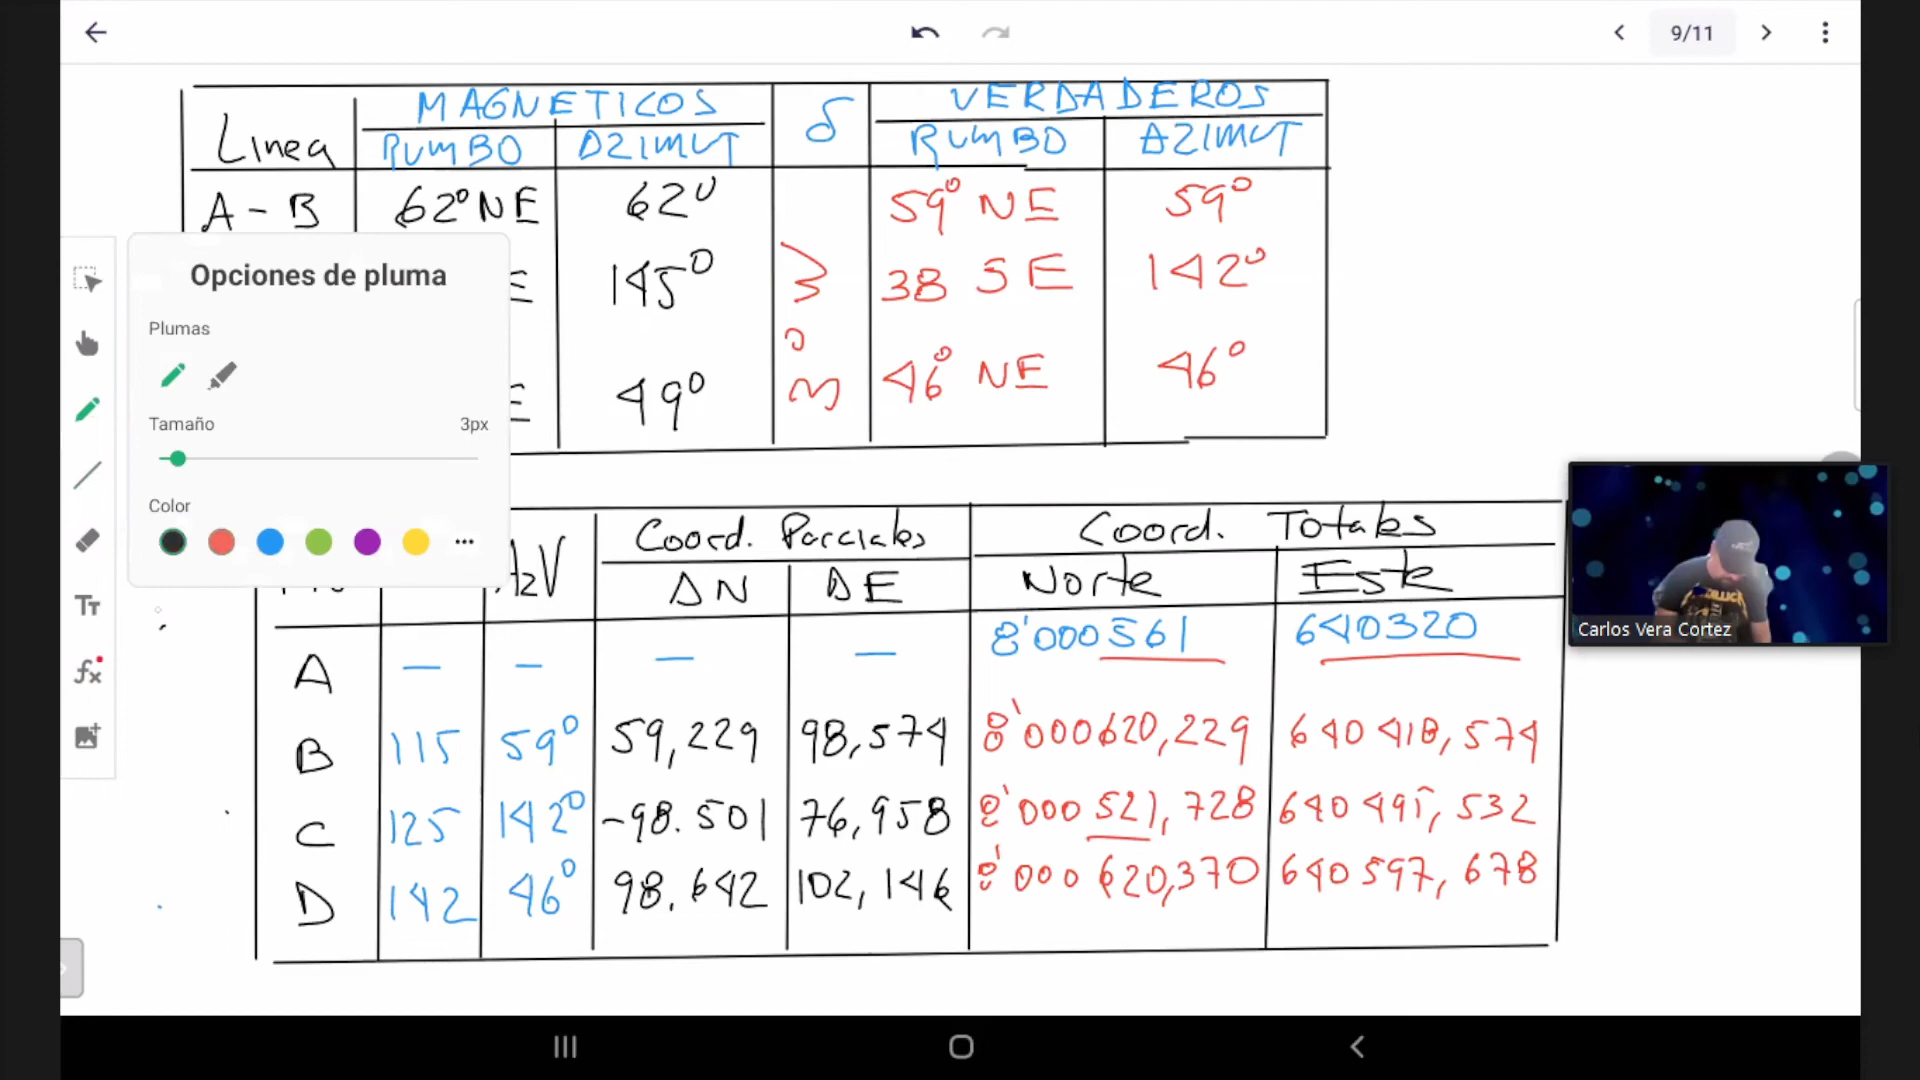 9/11
MAGNETICOS δ VERDADEROS
Linea RUMBO AZIMUT RUMBO AZIMUT
A - B 62° NE 62° 59° NE 59°
E 145° 38 SE 142°
E 49° 46° NE 46°
3° W
Opciones de pluma
Plumas
Tamaño 3px
Color
AzV Coord. Parciales Coord. Totales
ΔN ΔE Norte Este
A — — — — 8'000561 640320
B 115 59° 59,229 98,574 8'000620,229 640418,574
C 125 142° -98.501 76,958 8'000521,728 640495,532
D 142 46° 98.642 102,146 8'000620,370 640597,678
Carlos Vera Cortez